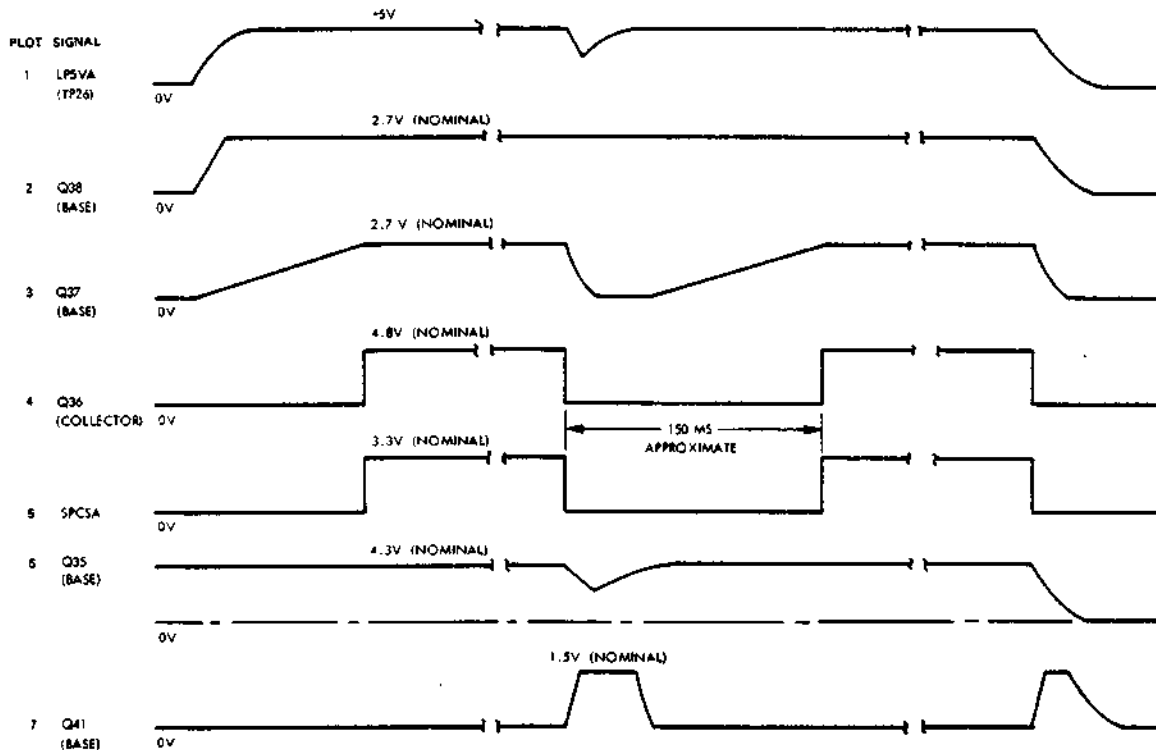 +5V
PLOT SIGNAL
1 LP5VA
(TP26)
0V
2.7V (NOMINAL)
2 Q38
(BASE)
0V
2.7 V (NOMINAL)
3 Q37
(BASE)
0V
4.8V (NOMINAL)
4 Q36
(COLLECTOR)
0V
150 MS
APPROXIMATE
3.3V (NOMINAL)
5 SPCSA
0V
4.3V (NOMINAL)
6 Q35
(BASE)
0V
1.5V (NOMINAL)
7 Q41
(BASE)
0V